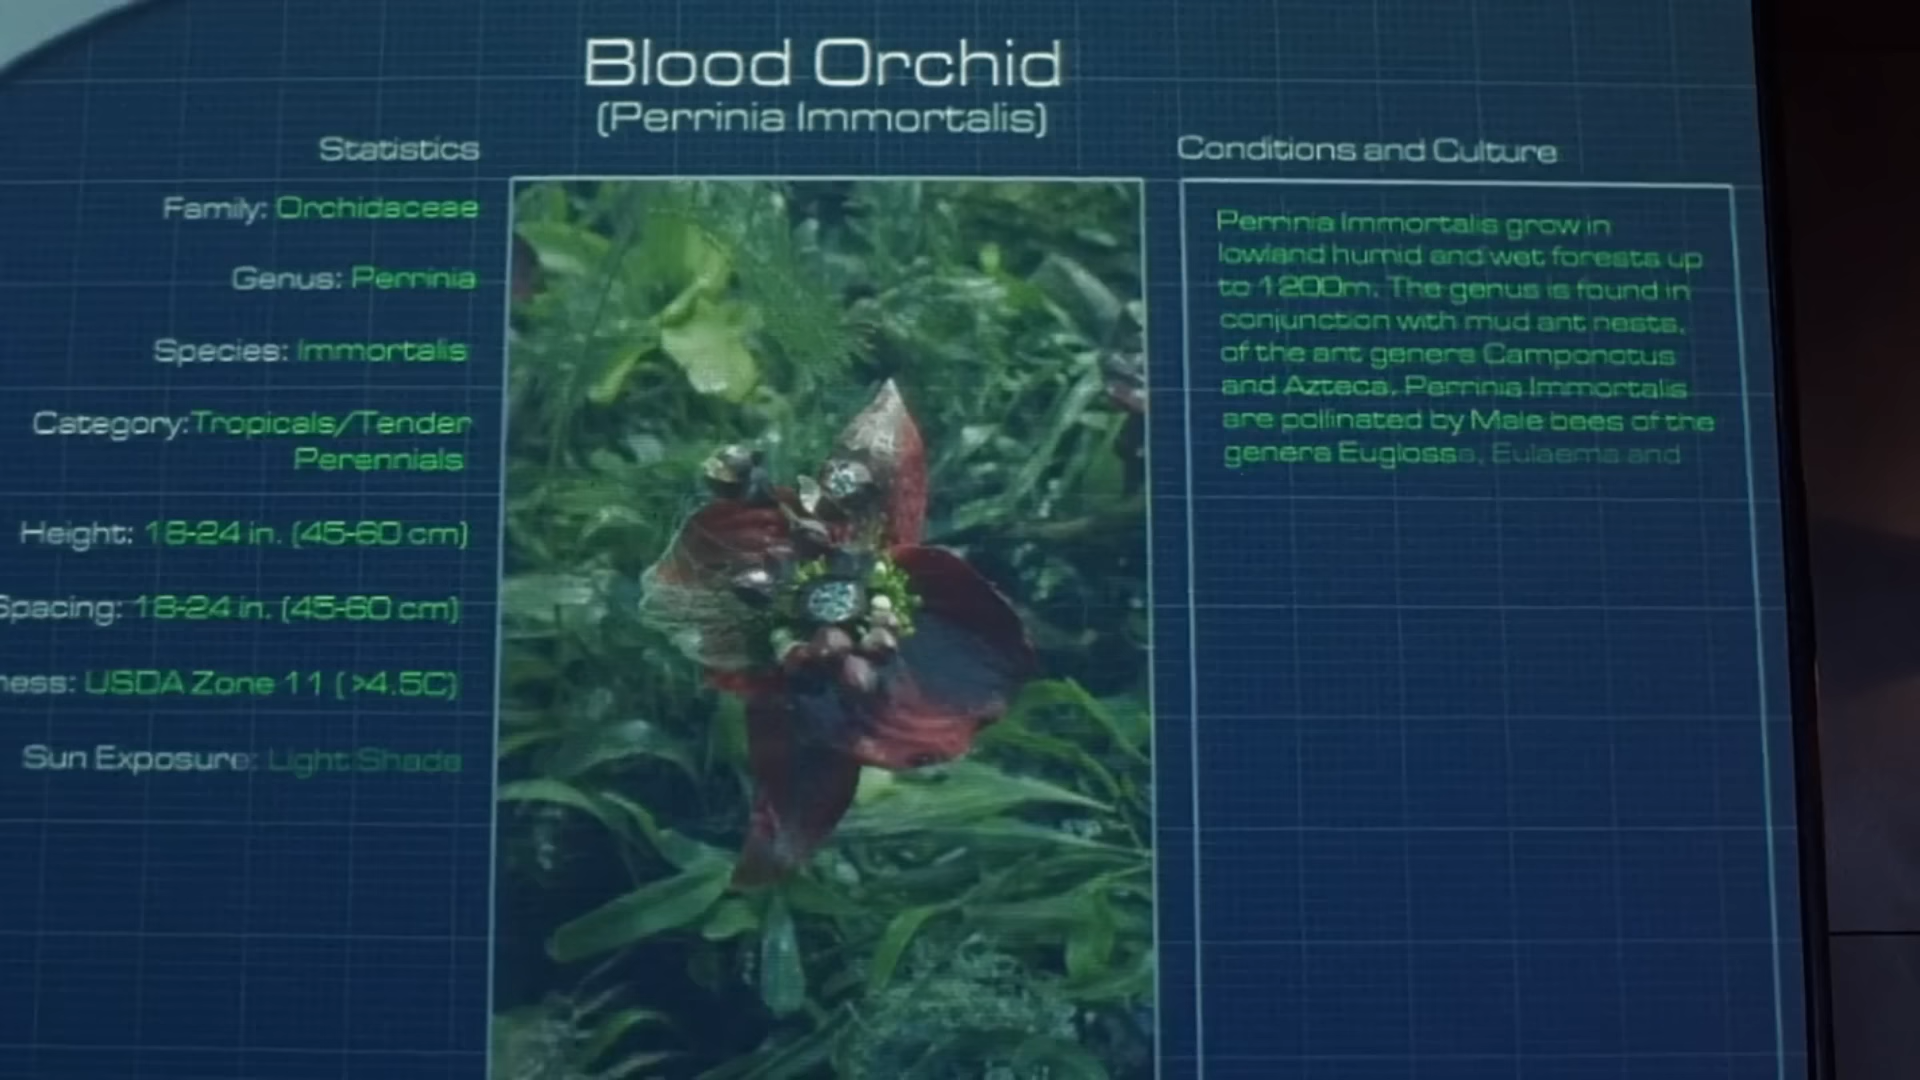 Blood Orchid
(Perrinia Immortalis)
Statistics
Family: Orchidaceae
Genus: Perrinia
Species: Immortalis
Category:Tropicals/Tender
Perennials
Height: 18-24 in. (45-60 cm)
Spacing: 18-24 in. (45-60 cm)
ness: USDA Zone 11 (>4.5C)
Sun Exposure: Light Shade
Conditions and Culture
Perrinia Immortalis grow in
lowland humid and wet forests up
to 1200m. The genus is found in
conjunction with mud ant nests,
of the ant genera Camponotus
and Azteca. Perrinia Immortalis
are pollinated by Male bees of the
genera Euglossa, Eulaema and